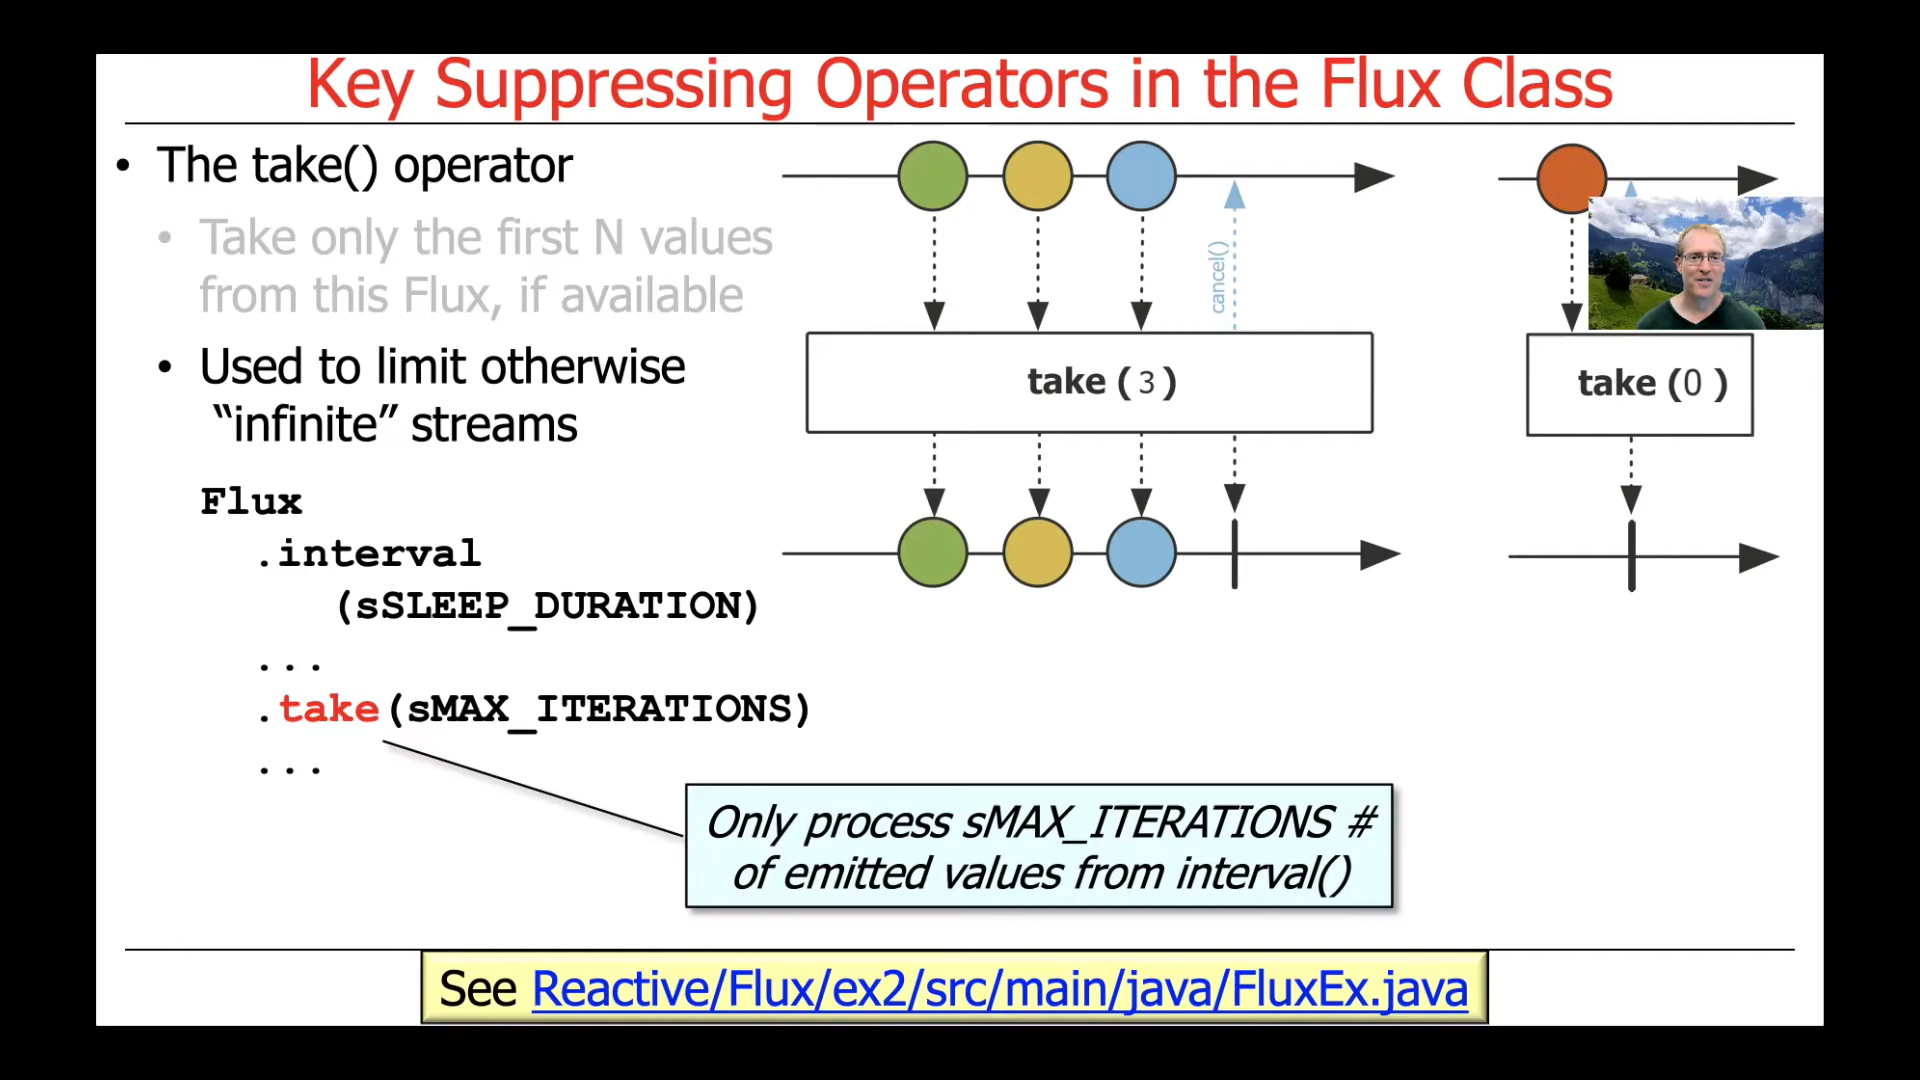 Key Suppressing Operators in the Flux Class
• The take() operator
• Take only the first N values
from this Flux, if available
• Used to limit otherwise
“infinite” streams
Flux
.interval
(sSLEEP_DURATION)
...
.take(sMAX_ITERATIONS)
...
cancel()
take ( 3 )
take (0 )
Only process sMAX_ITERATIONS #
of emitted values from interval()
See Reactive/Flux/ex2/src/main/java/FluxEx.java